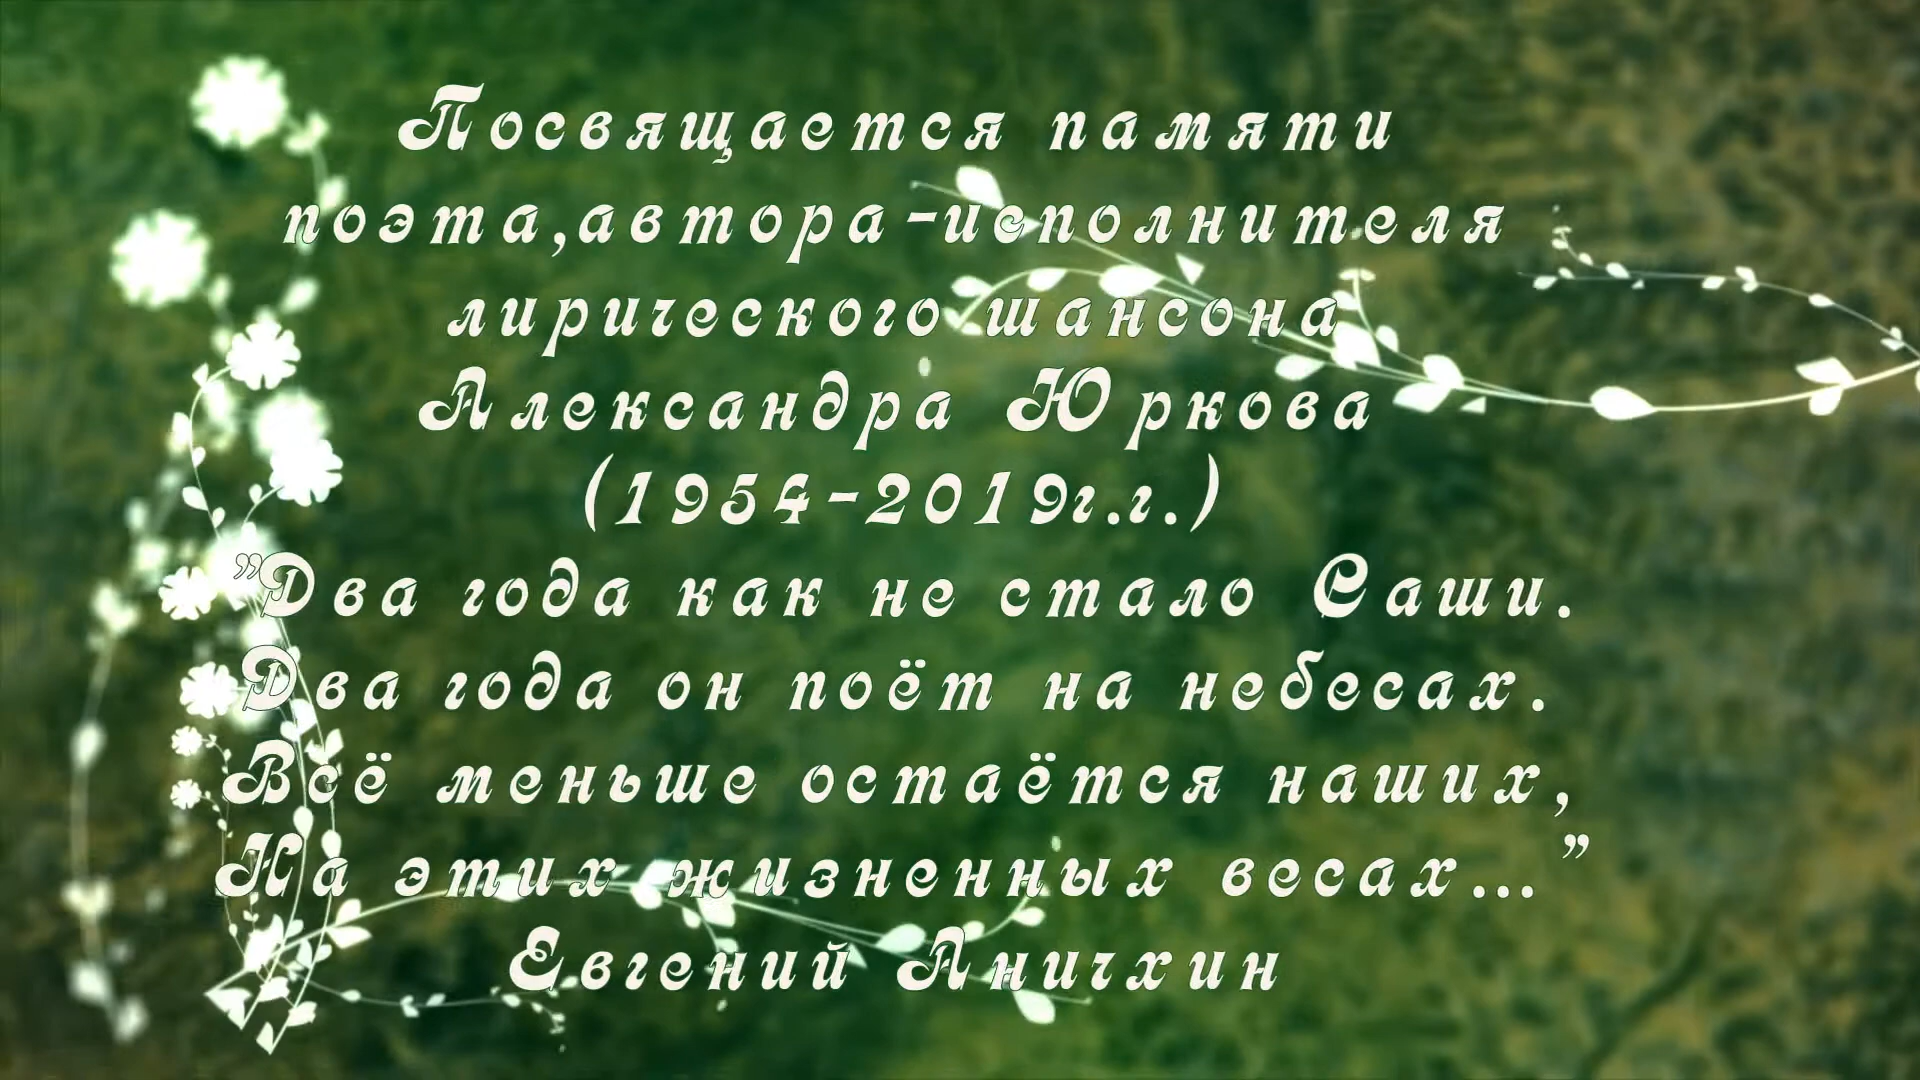 Посвящается памяти
поэта,автора-исполнителя
лирического шансона
Александра Юркова
(1954-2019г.г.)
"Два года как не стало Саши.
Два года он поёт на небесах.
Всё меньше остаётся наших,
На этих жизненных весах..."
Евгений Аничхин